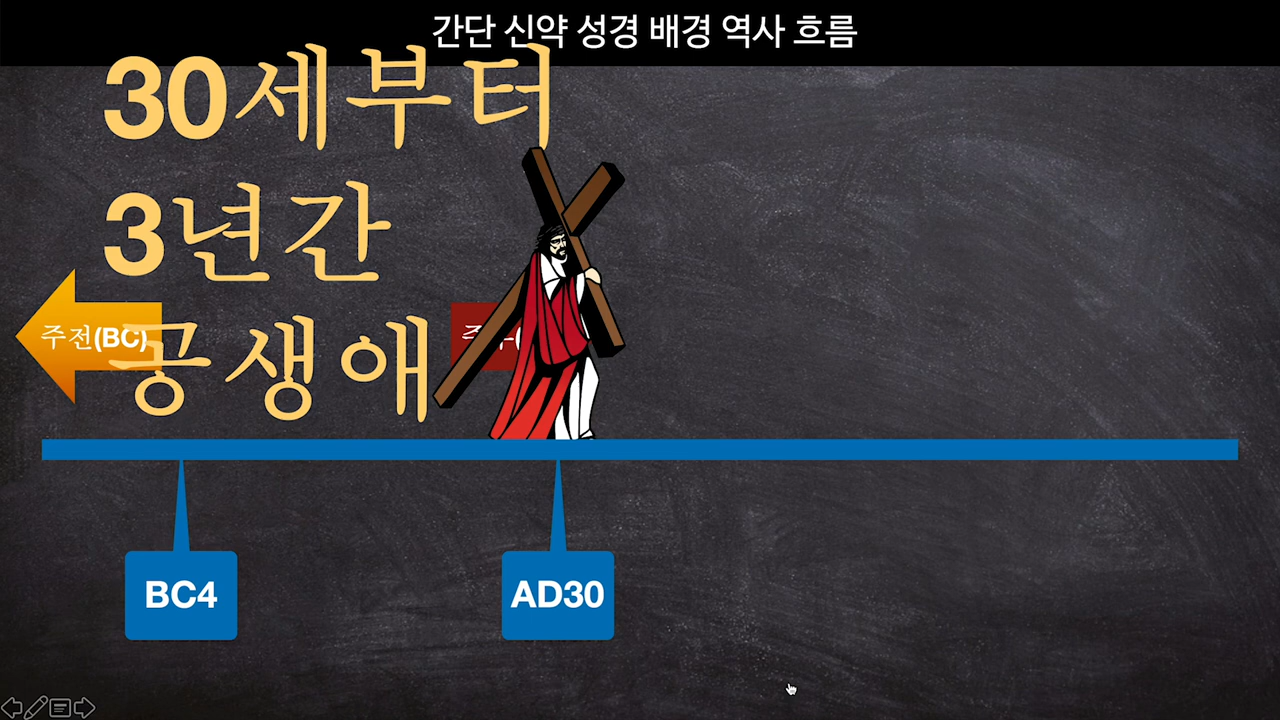 간단 신약 성경 배경 역사 흐름
30세부터
3년간
공생애
주전(BC)
BC4
AD30